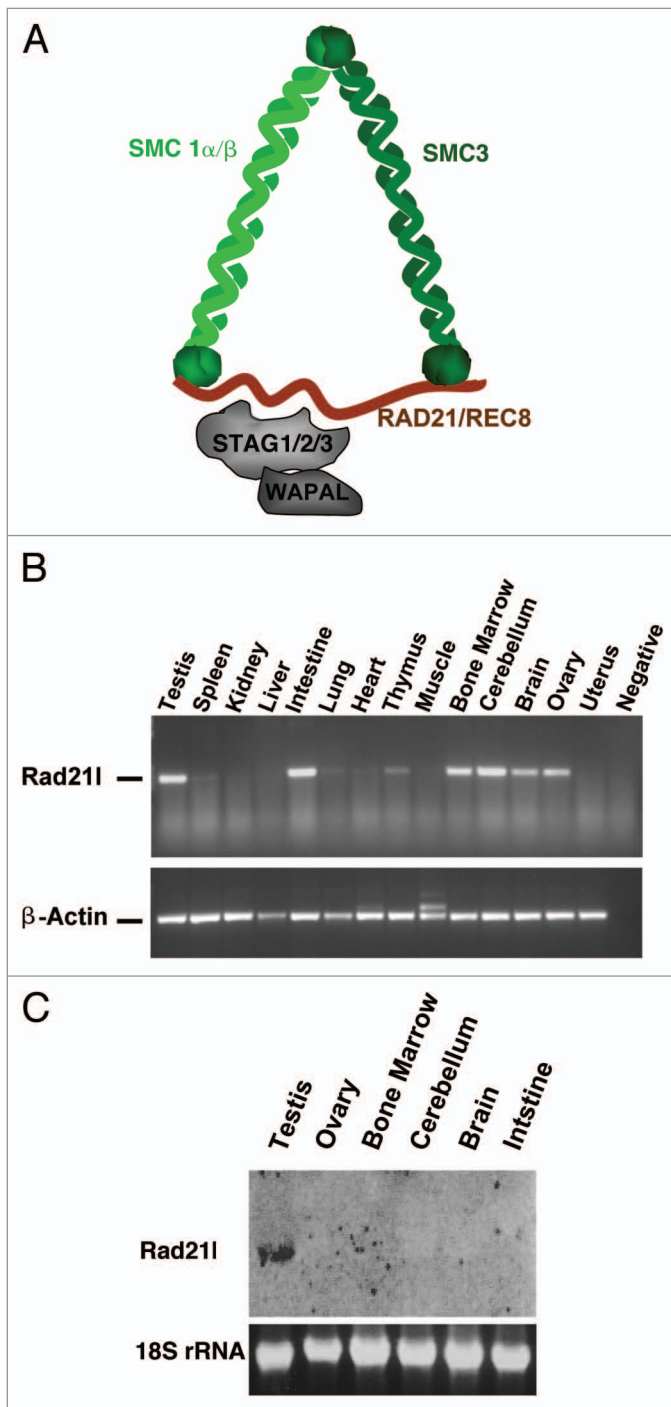 A
SMC 1α/β
SMC3
RAD21/REC8
STAG1/2/3
WAPAL
B
Testis
Spleen
Kidney
Liver
Intestine
Lung
Heart
Thymus
Muscle
Bone Marrow
Cerebellum
Brain
Ovary
Uterus
Negative
Rad21l
β-Actin
C
Testis
Ovary
Bone Marrow
Cerebellum
Brain
Intstine
Rad21l
18S rRNA